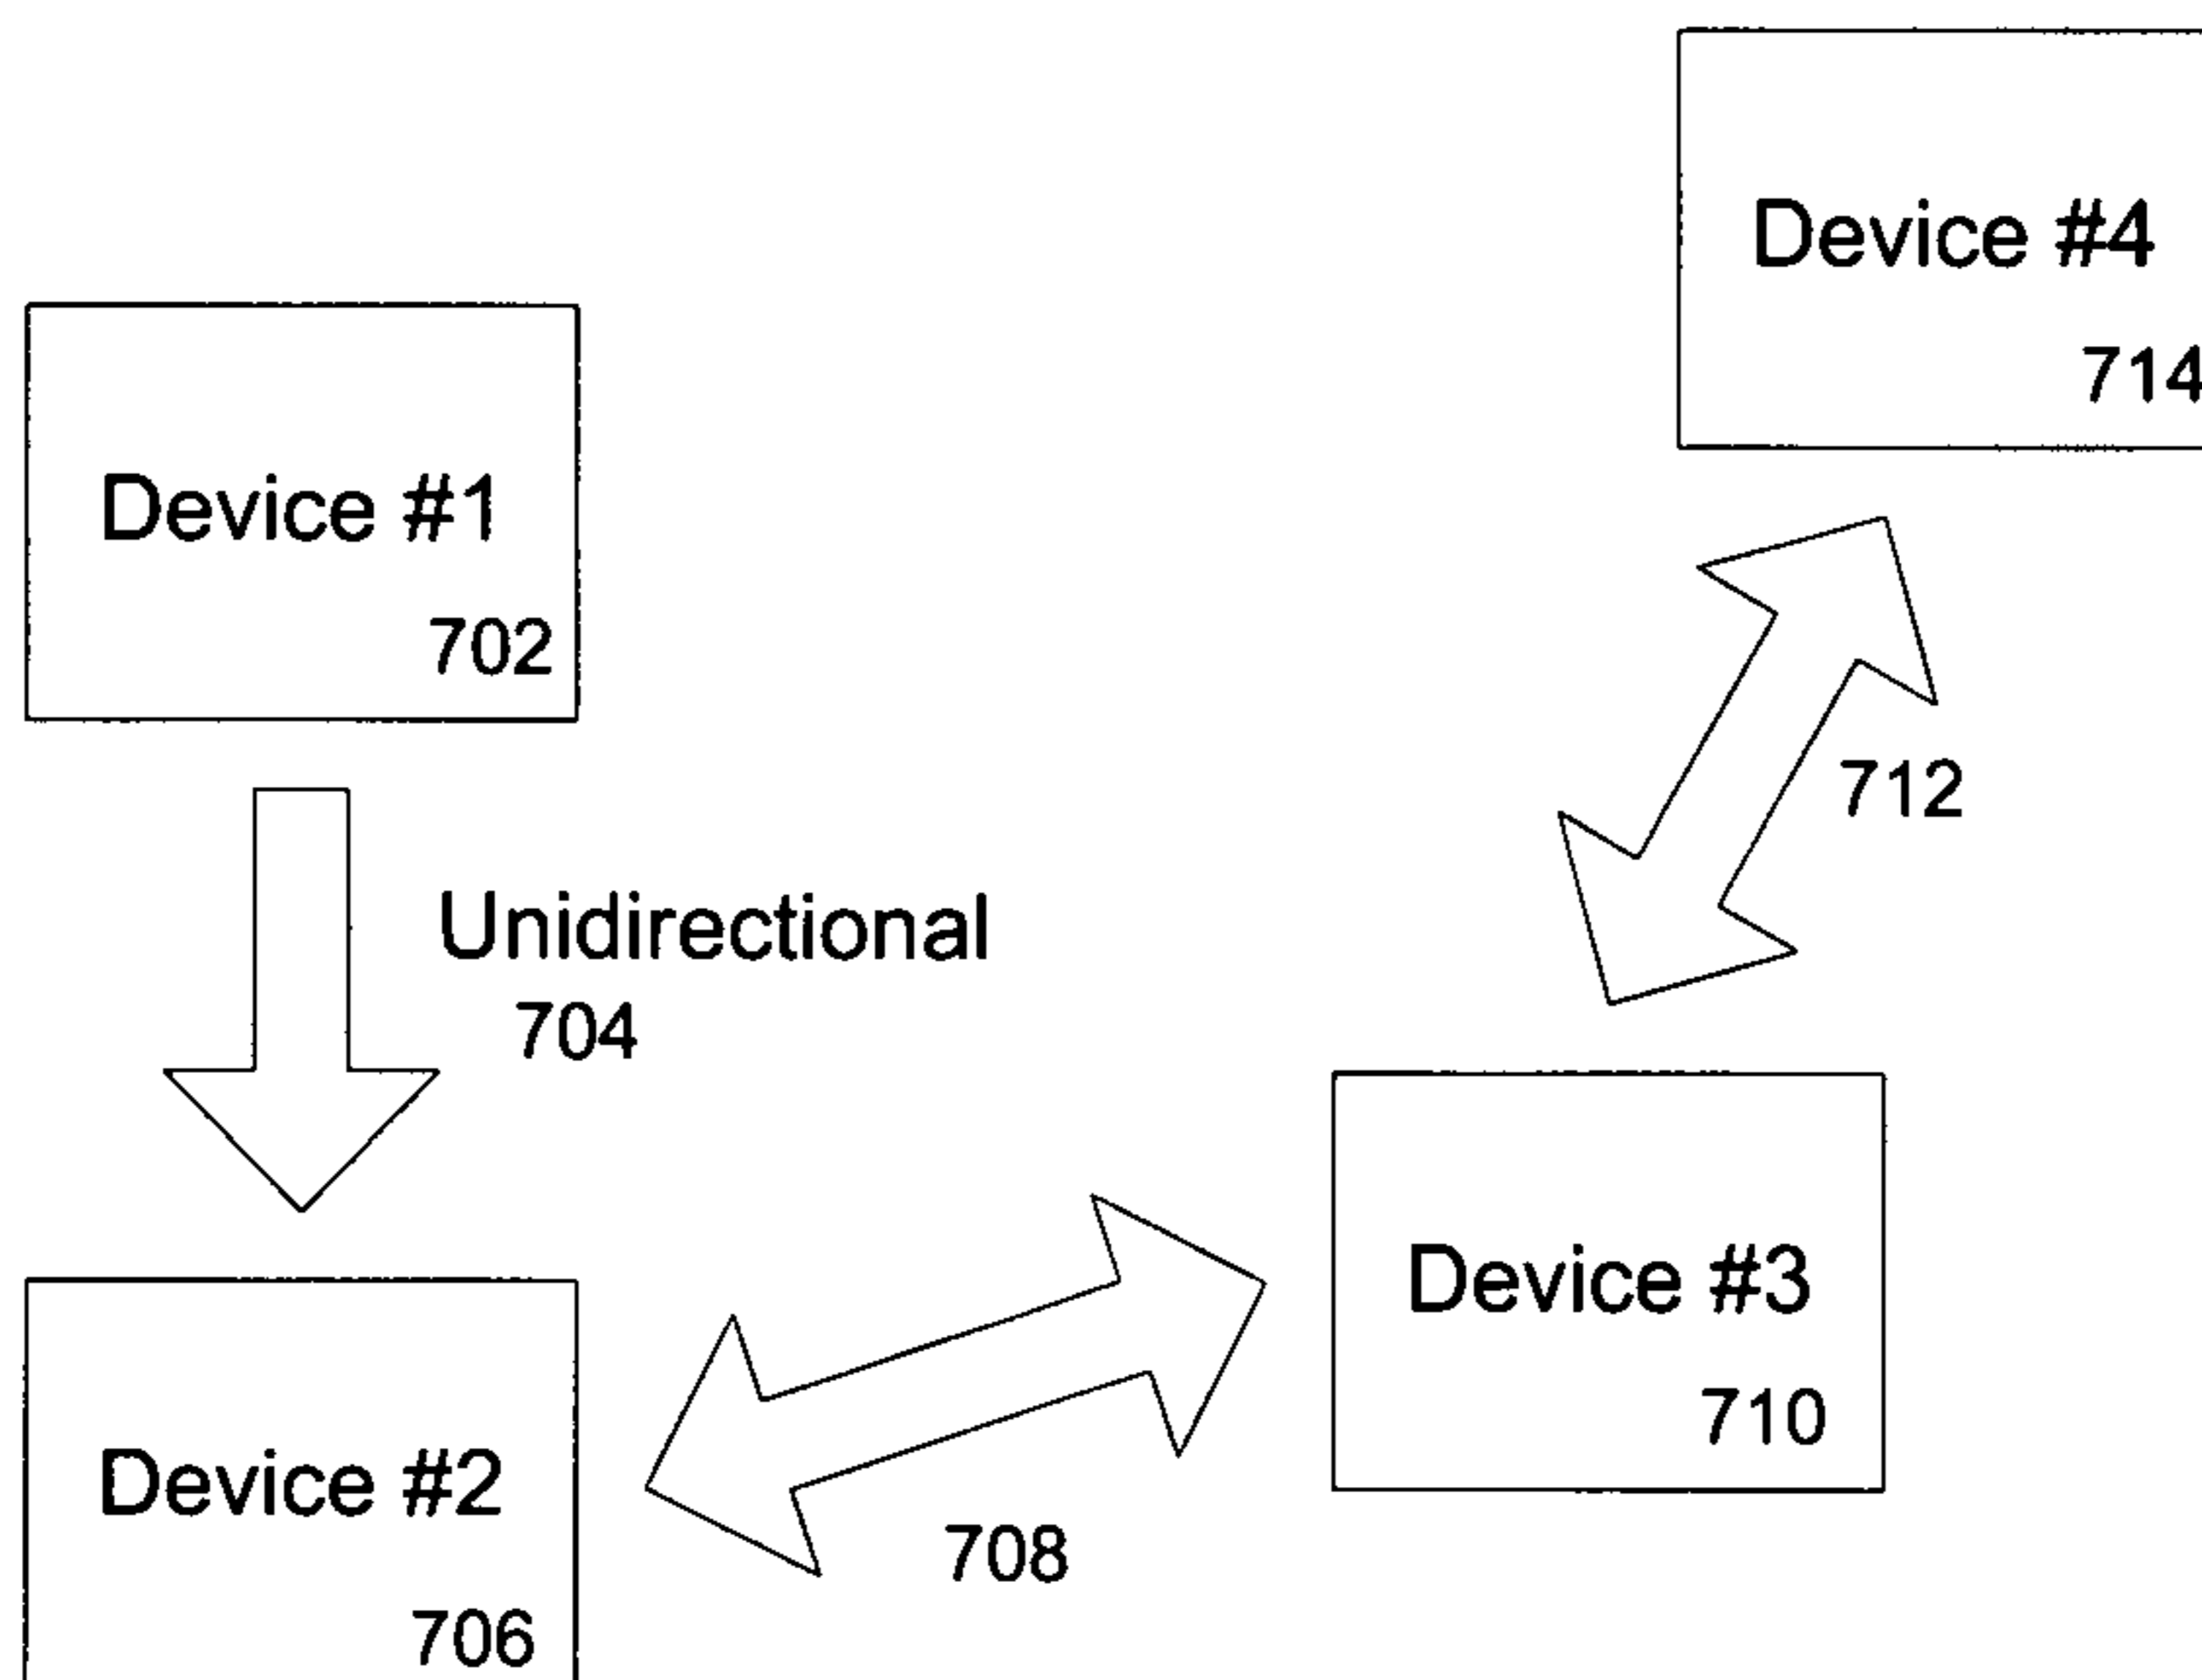 Device #4
714
Device #1
702
712
Unidirectional
704
Device #3
710
Device #2
708
706